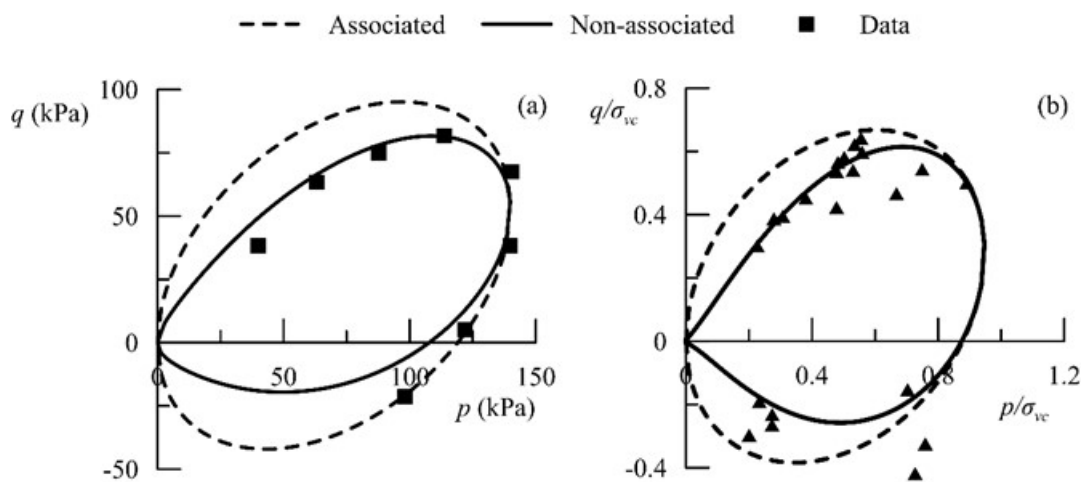 Associated Non-associated Data
100
q (kPa)
(a)
50
0
0 50 100 150
p (kPa)
-50
0.8
q/σvc
(b)
0.4
0
0 0.4 0.8 1.2
p/σvc
-0.4